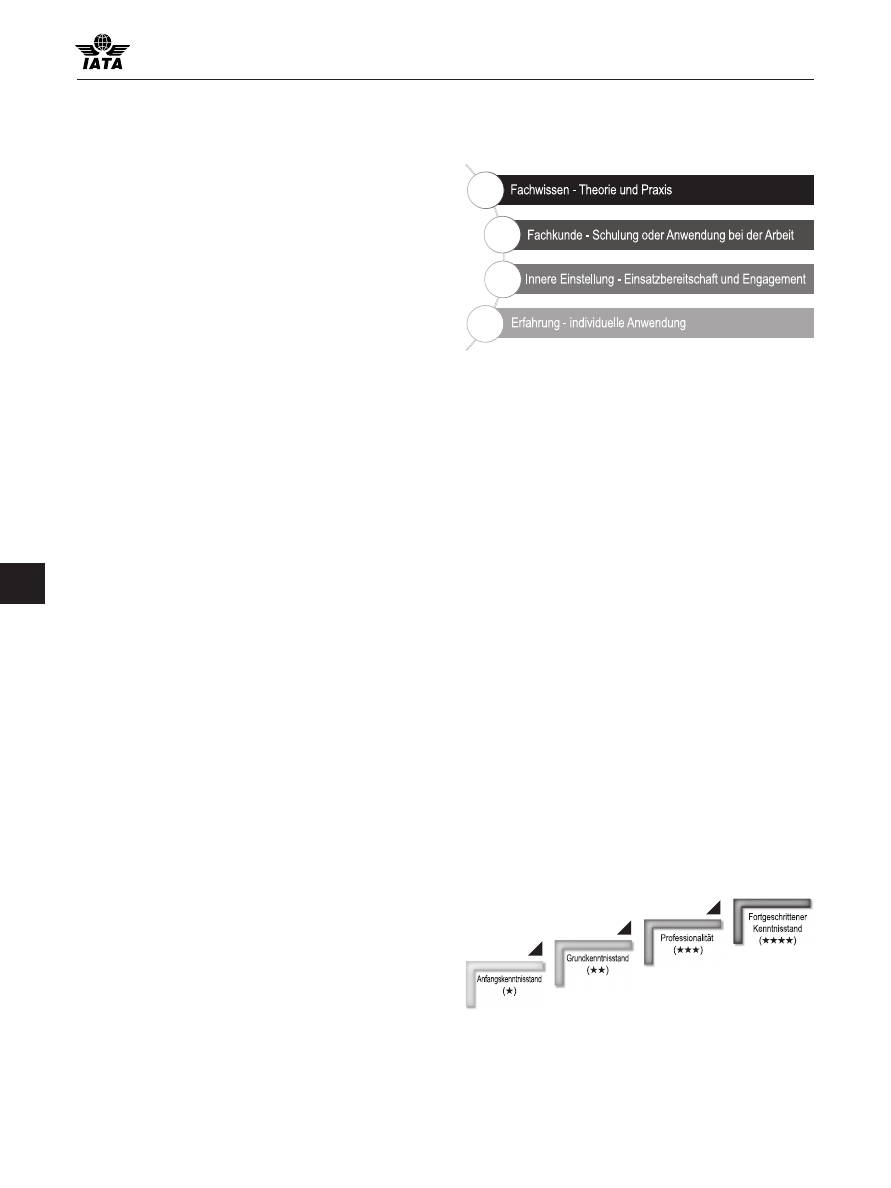 IATA
Fachwissen - Theorie und Praxis
Fachkunde - Schulung oder Anwendung bei der Arbeit
Innere Einstellung - Einsatzbereitschaft und Engagement
Erfahrung - individuelle Anwendung
Anfangskenntnisstand
(★)
Grundkenntnisstand
(★★)
Professionalität
(★★★)
Fortgeschrittener
Kenntnisstand
(★★★★)